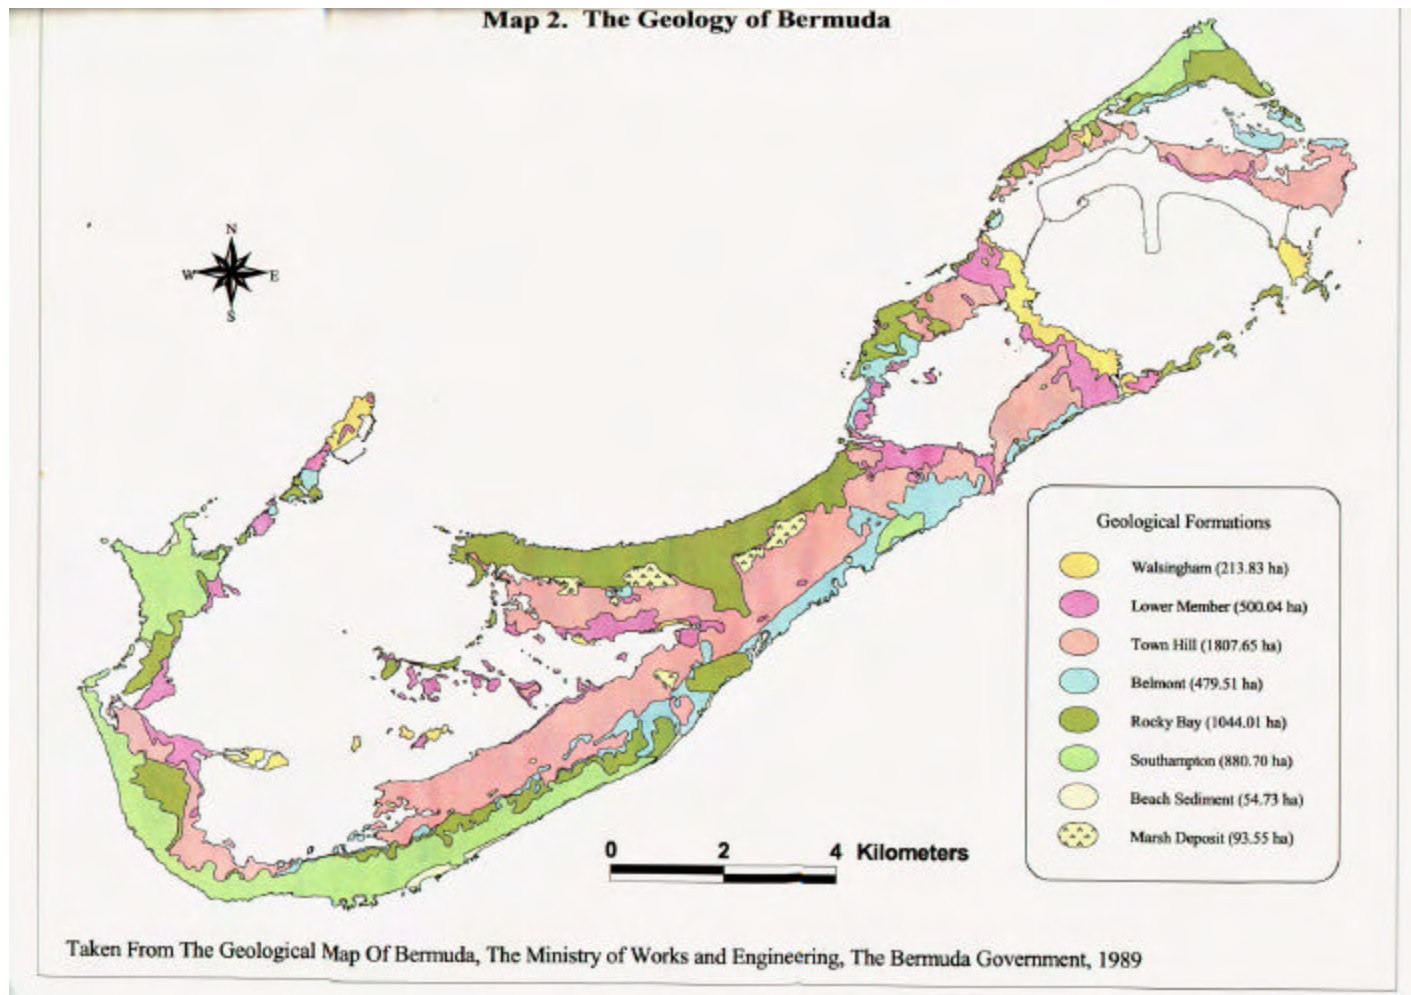 Map 2. The Geology of Bermuda
N
W E
S
Geological Formations
Walsingham (213.83 ha)
Lower Member (500.04 ha)
Town Hill (1807.65 ha)
Belmont (479.51 ha)
Rocky Bay (1044.01 ha)
Southampton (880.70 ha)
Beach Sediment (54.73 ha)
Marsh Deposit (93.55 ha)
0 2 4 Kilometers
Taken From The Geological Map Of Bermuda, The Ministry of Works and Engineering, The Bermuda Government, 1989